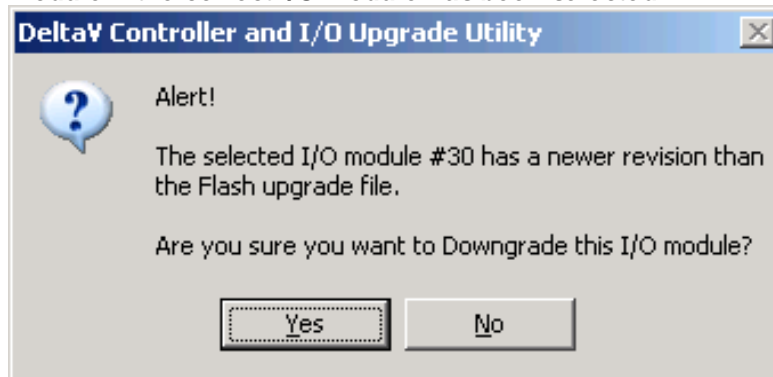 DeltaV Controller and I/O Upgrade Utility
Alert!
The selected I/O module #30 has a newer revision than
the Flash upgrade file.
Are you sure you want to Downgrade this I/O module?
Yes
No